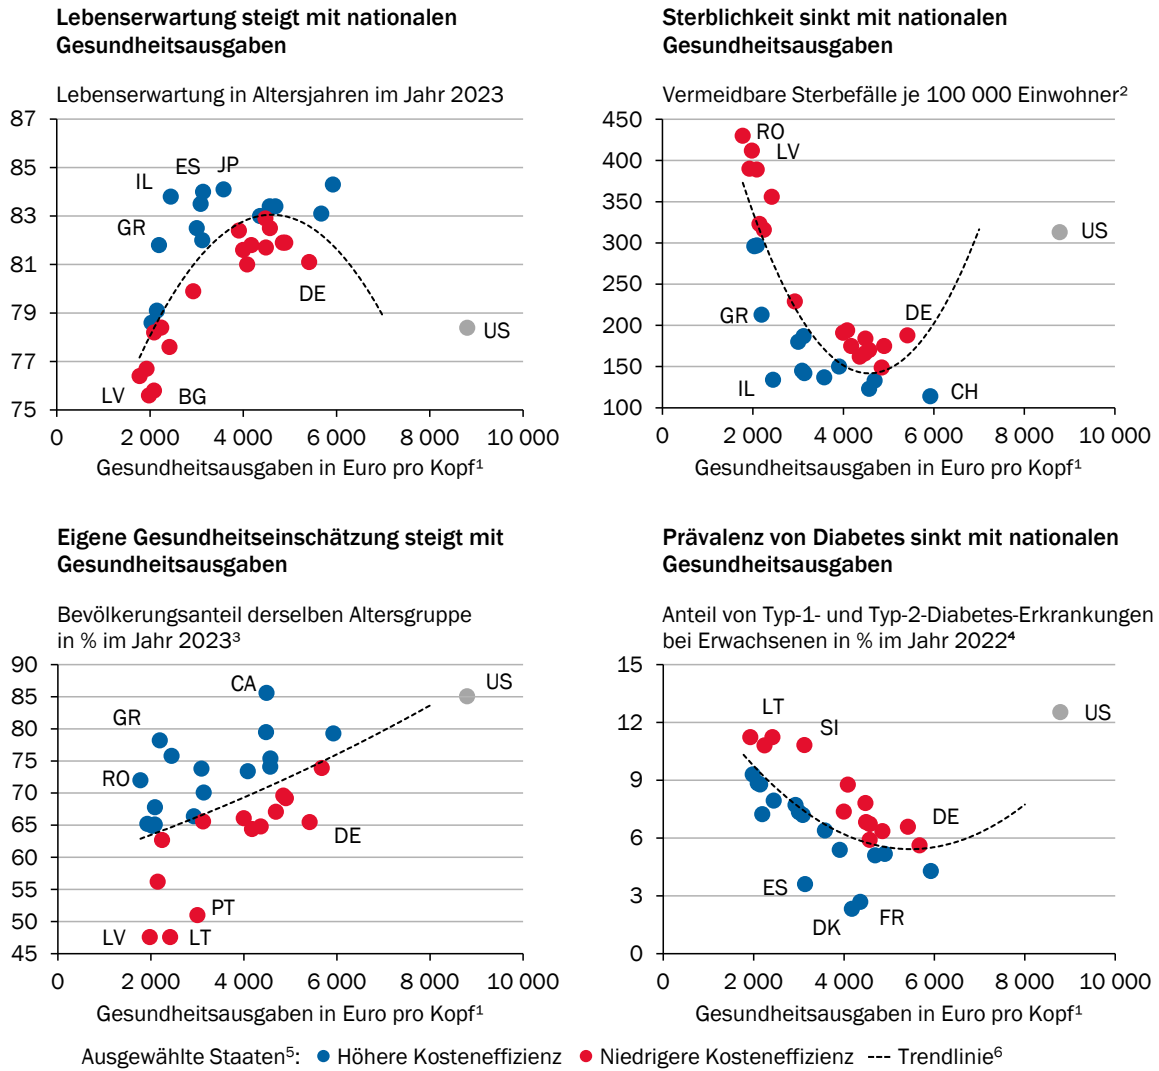 Lebenserwartung steigt mit nationalen
Gesundheitsausgaben
Lebenserwartung in Altersjahren im Jahr 2023
87
85
83
81
79
77
75
ES JP
IL
GR
DE
US
LV BG
0 2 000 4 000 6 000 8 000 10 000
Gesundheitsausgaben in Euro pro Kopf¹
Sterblichkeit sinkt mit nationalen
Gesundheitsausgaben
Vermeidbare Sterbefälle je 100 000 Einwohner²
450
400
350
300
250
200
150
100
RO
LV
US
GR DE
IL CH
0 2 000 4 000 6 000 8 000 10 000
Gesundheitsausgaben in Euro pro Kopf¹
Eigene Gesundheitseinschätzung steigt mit
Gesundheitsausgaben
Bevölkerungsanteil derselben Altersgruppe
in % im Jahr 2023³
90
85
80
75
70
65
60
55
50
45
CA US
GR
RO
DE
PT
LV LT
0 2 000 4 000 6 000 8 000 10 000
Gesundheitsausgaben in Euro pro Kopf¹
Prävalenz von Diabetes sinkt mit nationalen
Gesundheitsausgaben
Anteil von Typ-1- und Typ-2-Diabetes-Erkrankungen
bei Erwachsenen in % im Jahr 2022⁴
15
12
9
6
3
0
LT US
SI
DE
ES
DK FR
0 2 000 4 000 6 000 8 000 10 000
Gesundheitsausgaben in Euro pro Kopf¹
Ausgewählte Staaten⁵: Höhere Kosteneffizienz Niedrigere Kosteneffizienz Trendlinie⁶